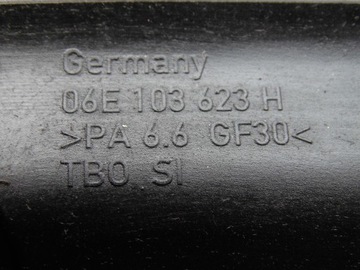 Germany
06E 103 623 H
>PA 6.6 GF30<
TBO SI